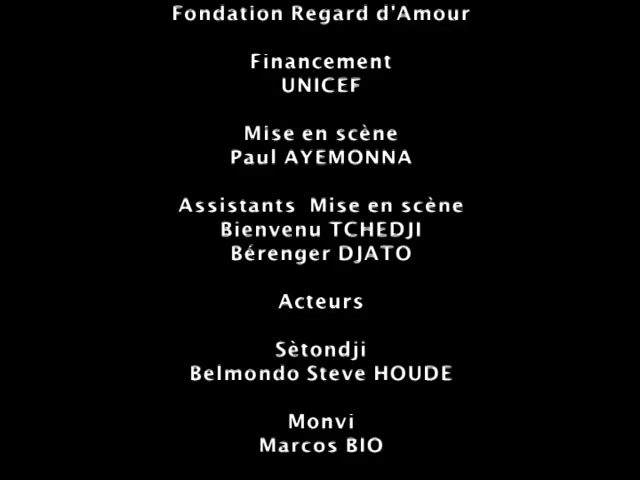 Fondation Regard d'Amour
Financement
UNICEF
Mise en scène
Paul AYEMONNA
Assistants  Mise en scène
Bienvenu TCHEDJI
Bérenger DJATO
Acteurs
Sètondji
Belmondo Steve HOUDE
Monvi
Marcos BIO